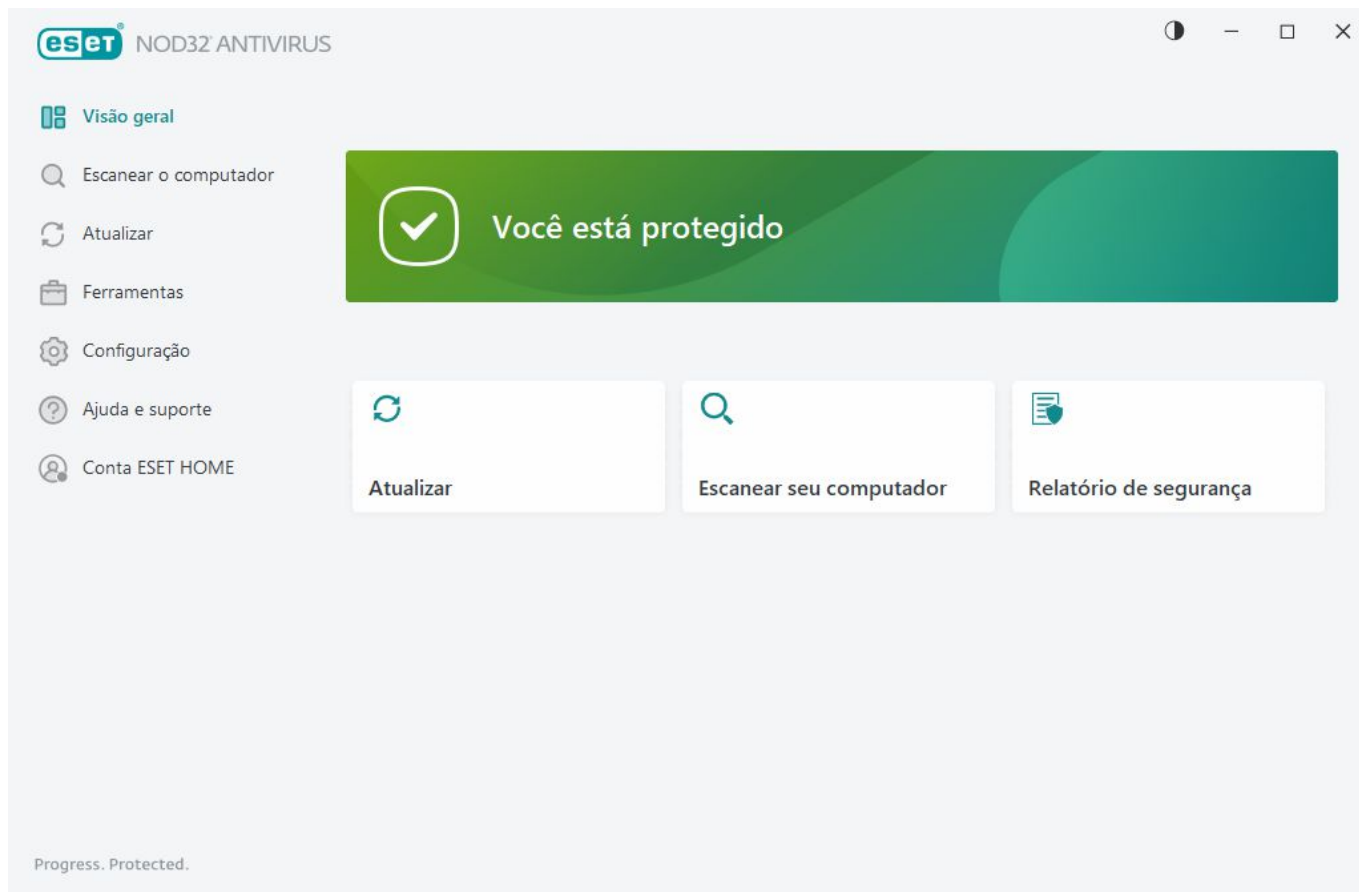 eset® NOD32® ANTIVIRUS
Visão geral
Escanear o computador
Atualizar
Ferramentas
Configuração
Ajuda e suporte
Conta ESET HOME
Você está protegido
Atualizar
Escanear seu computador
Relatório de segurança
Progress. Protected.